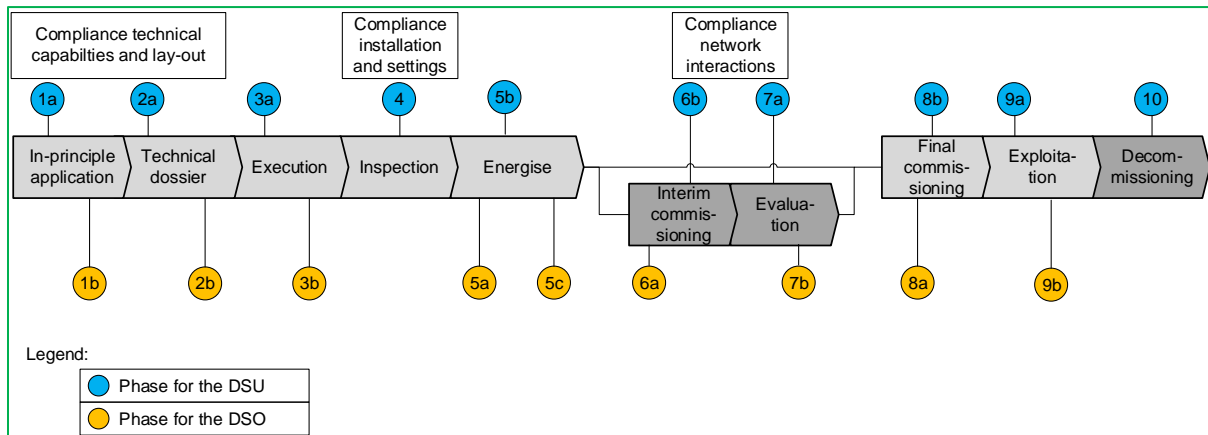 Compliance technical
capabilties and lay-out
Compliance
installation
and settings
Compliance
network
interactions
1a
2a
3a
4
5b
6b
7a
8b
9a
10
In-principle
application
Technical
dossier
Execution
Inspection
Energise
Interim
commis-
sioning
Evalua-
tion
Final
commis-
sioning
Exploita-
tion
Decom-
missioning
1b
2b
3b
5a
5c
6a
7b
8a
9b
Legend:
Phase for the DSU
Phase for the DSO